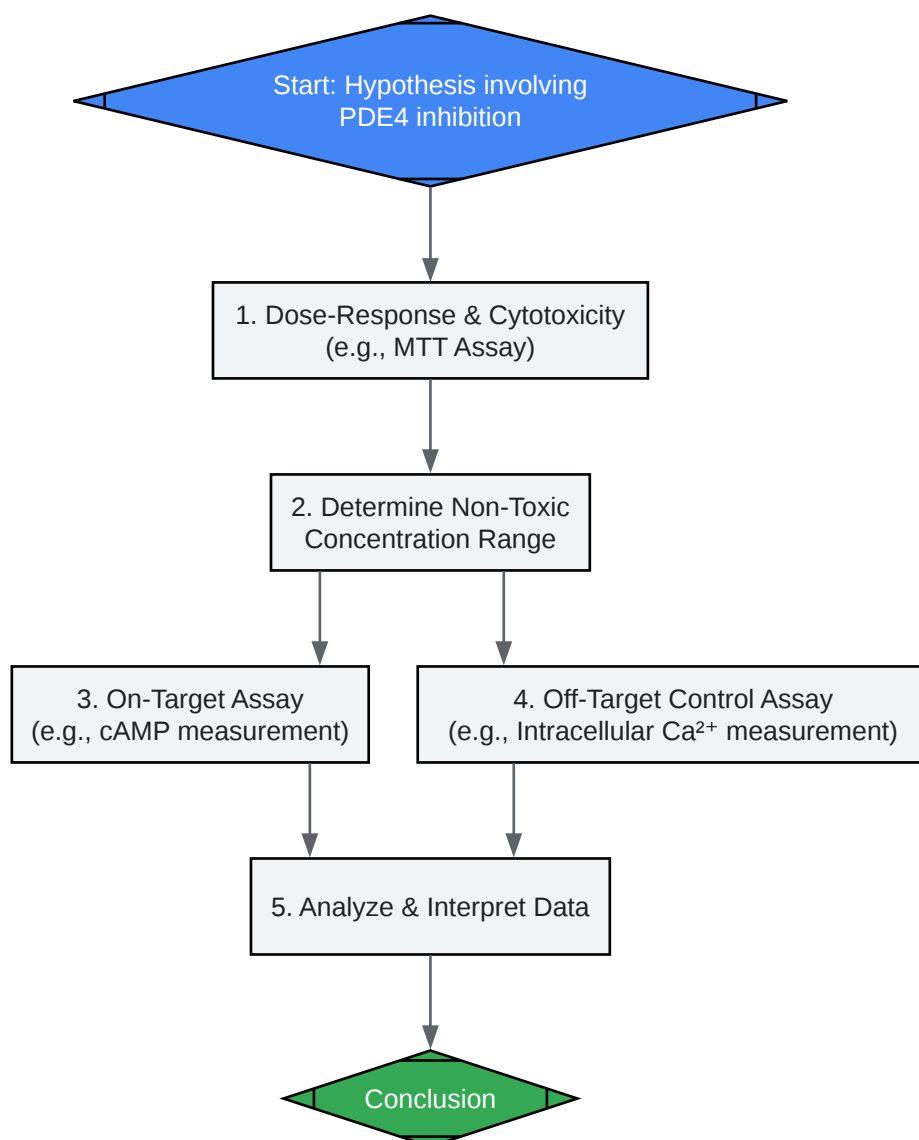 Start: Hypothesis involving
PDE4 inhibition
1. Dose-Response & Cytotoxicity
(e.g., MTT Assay)
2. Determine Non-Toxic
Concentration Range
3. On-Target Assay
(e.g., cAMP measurement)
4. Off-Target Control Assay
(e.g., Intracellular Ca²⁺ measurement)
5. Analyze & Interpret Data
Conclusion